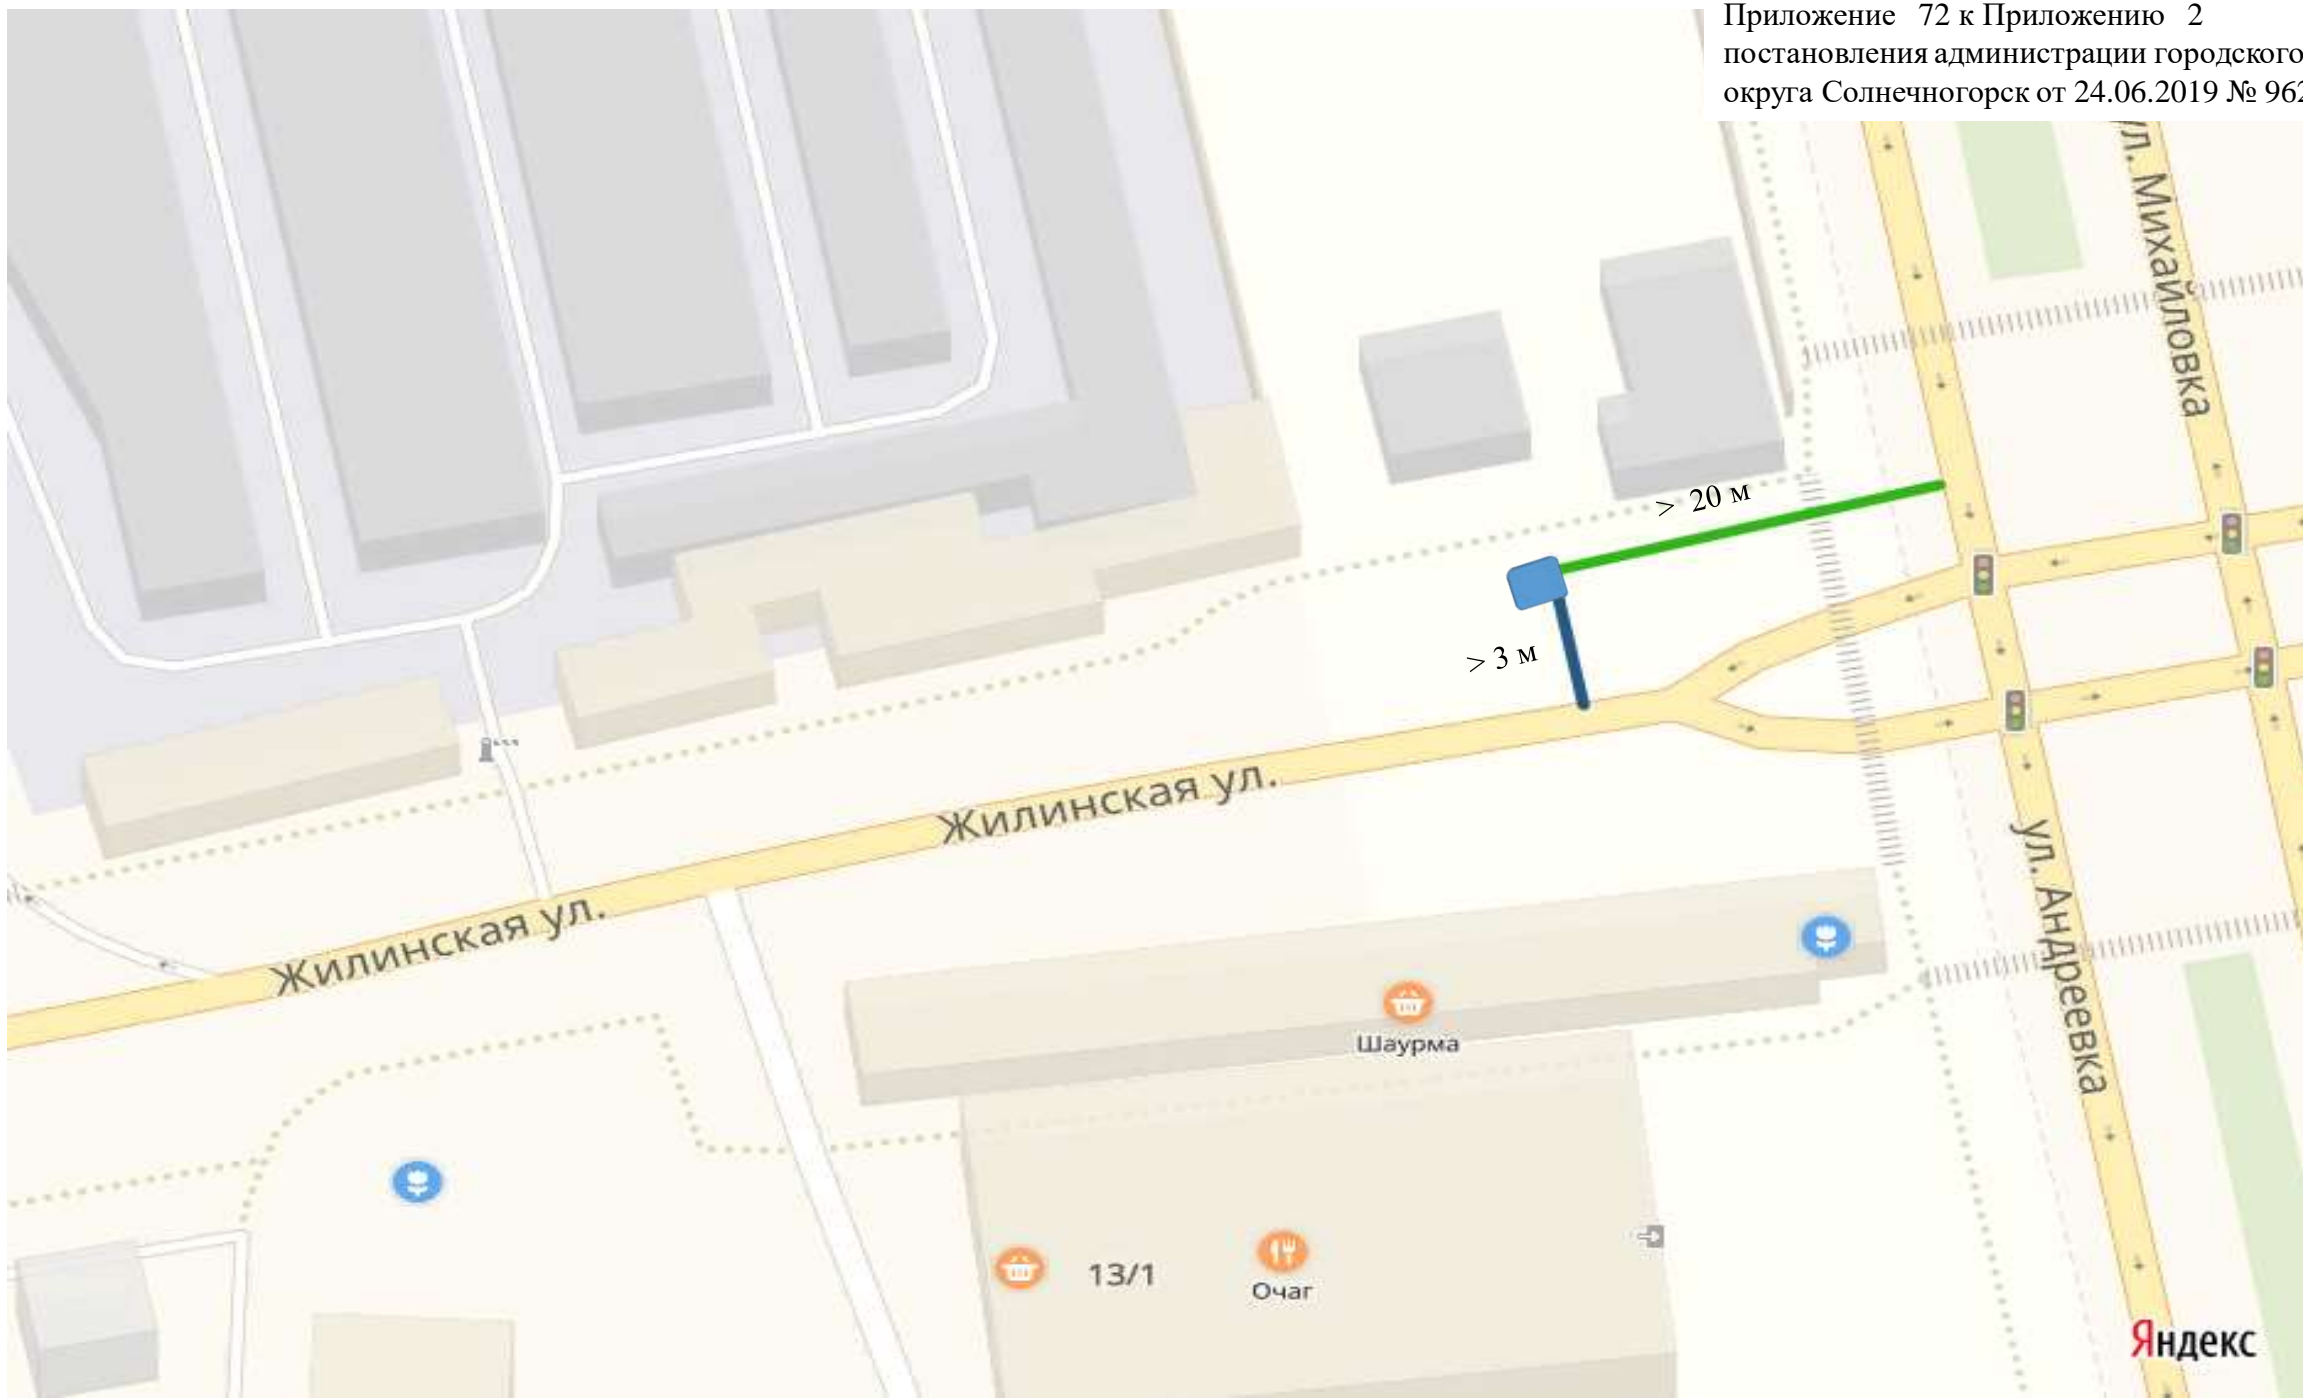 Приложение 72 к Приложению 2
постановления администрации городского
округа Солнечногорск от 24.06.2019 № 962
ул. Михайловка
> 20 м
> 3 м
Жилинская ул.
Жилинская ул.
ул. Андреевка
Шаурма
13/1
Очаг
Яндекс